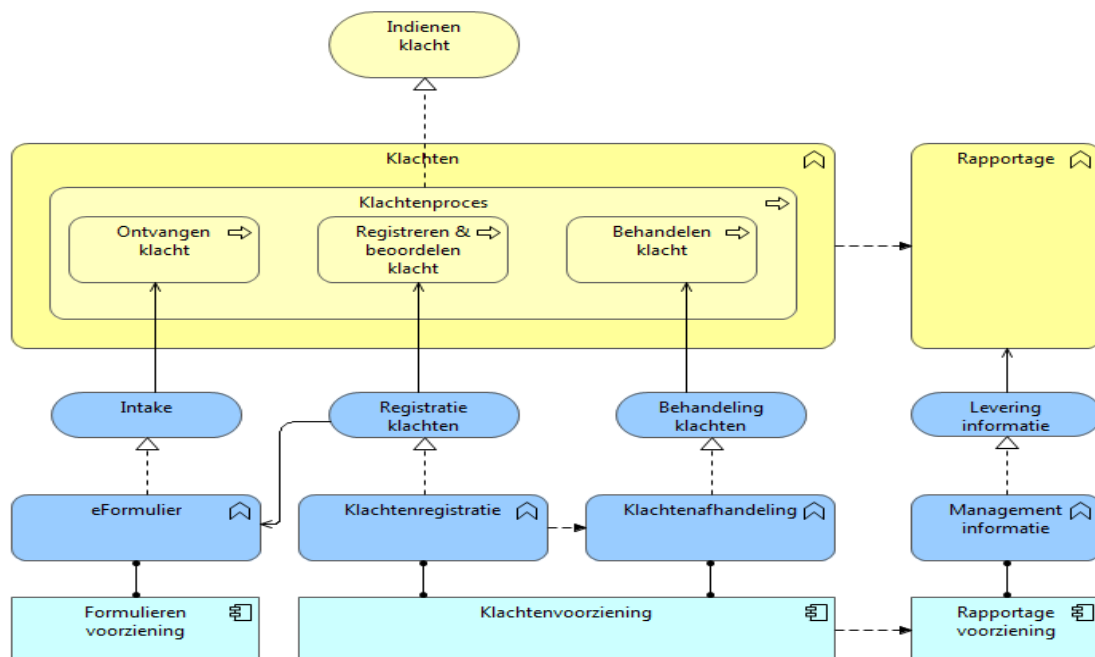 Indienen
klacht
Klachten
Rapportage
Klachtenproces
Ontvangen
klacht
Registreren &
beoordelen
klacht
Behandelen
klacht
Intake
Registratie
klachten
Behandeling
klachten
Levering
informatie
eFormulier
Klachtenregistratie
Klachtenafhandeling
Management
informatie
Formulieren
voorziening
Klachtenvoorziening
Rapportage
voorziening